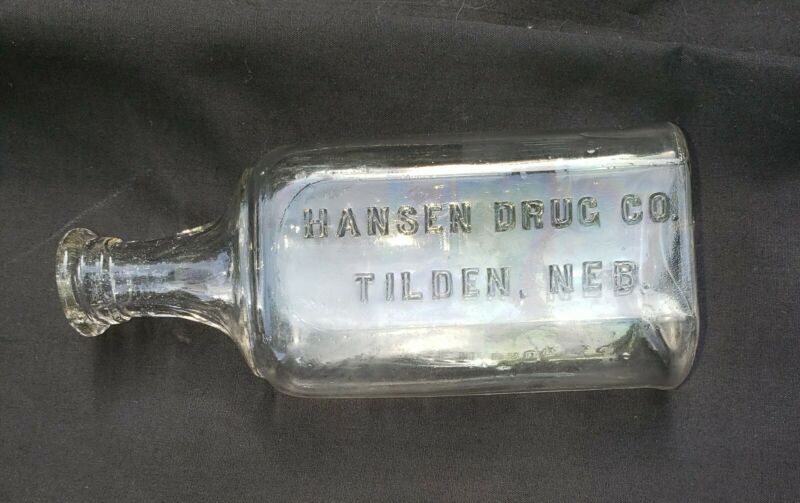 HANSEN DRUG CO.
TILDEN, NEB.